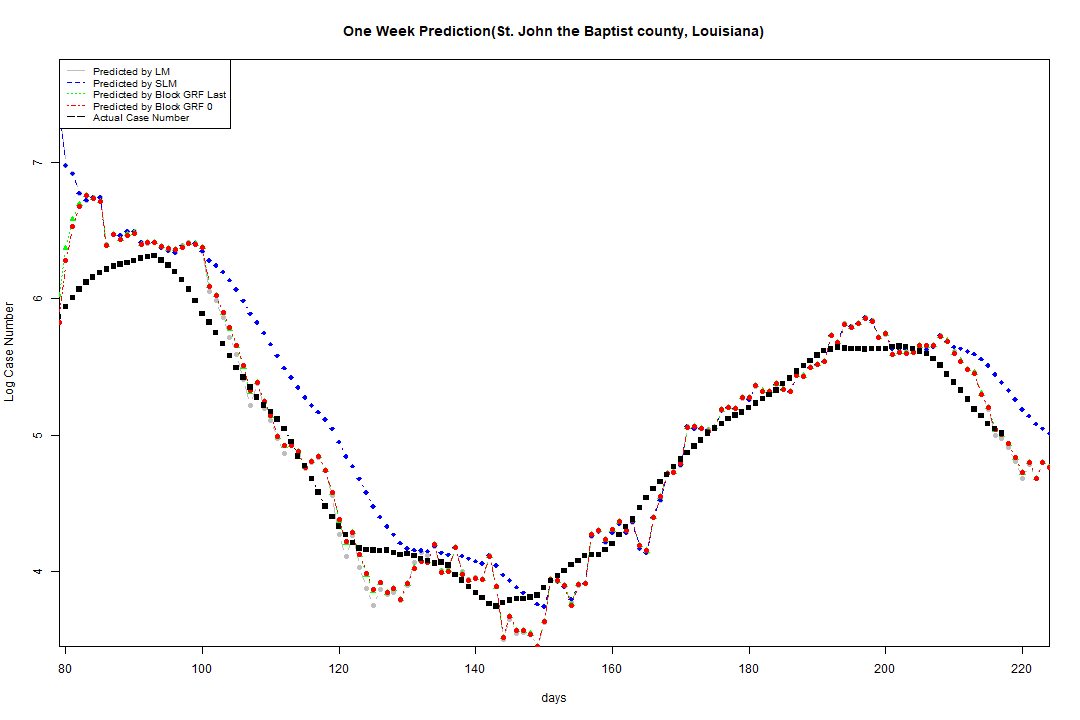 One Week Prediction(St. John the Baptist county, Louisiana)
Predicted by LM
Predicted by SLM
Predicted by Block GRF Last
Predicted by Block GRF 0
Actual Case Number
7
6
5
4
Log Case Number
80 100 120 140 160 180 200 220
days